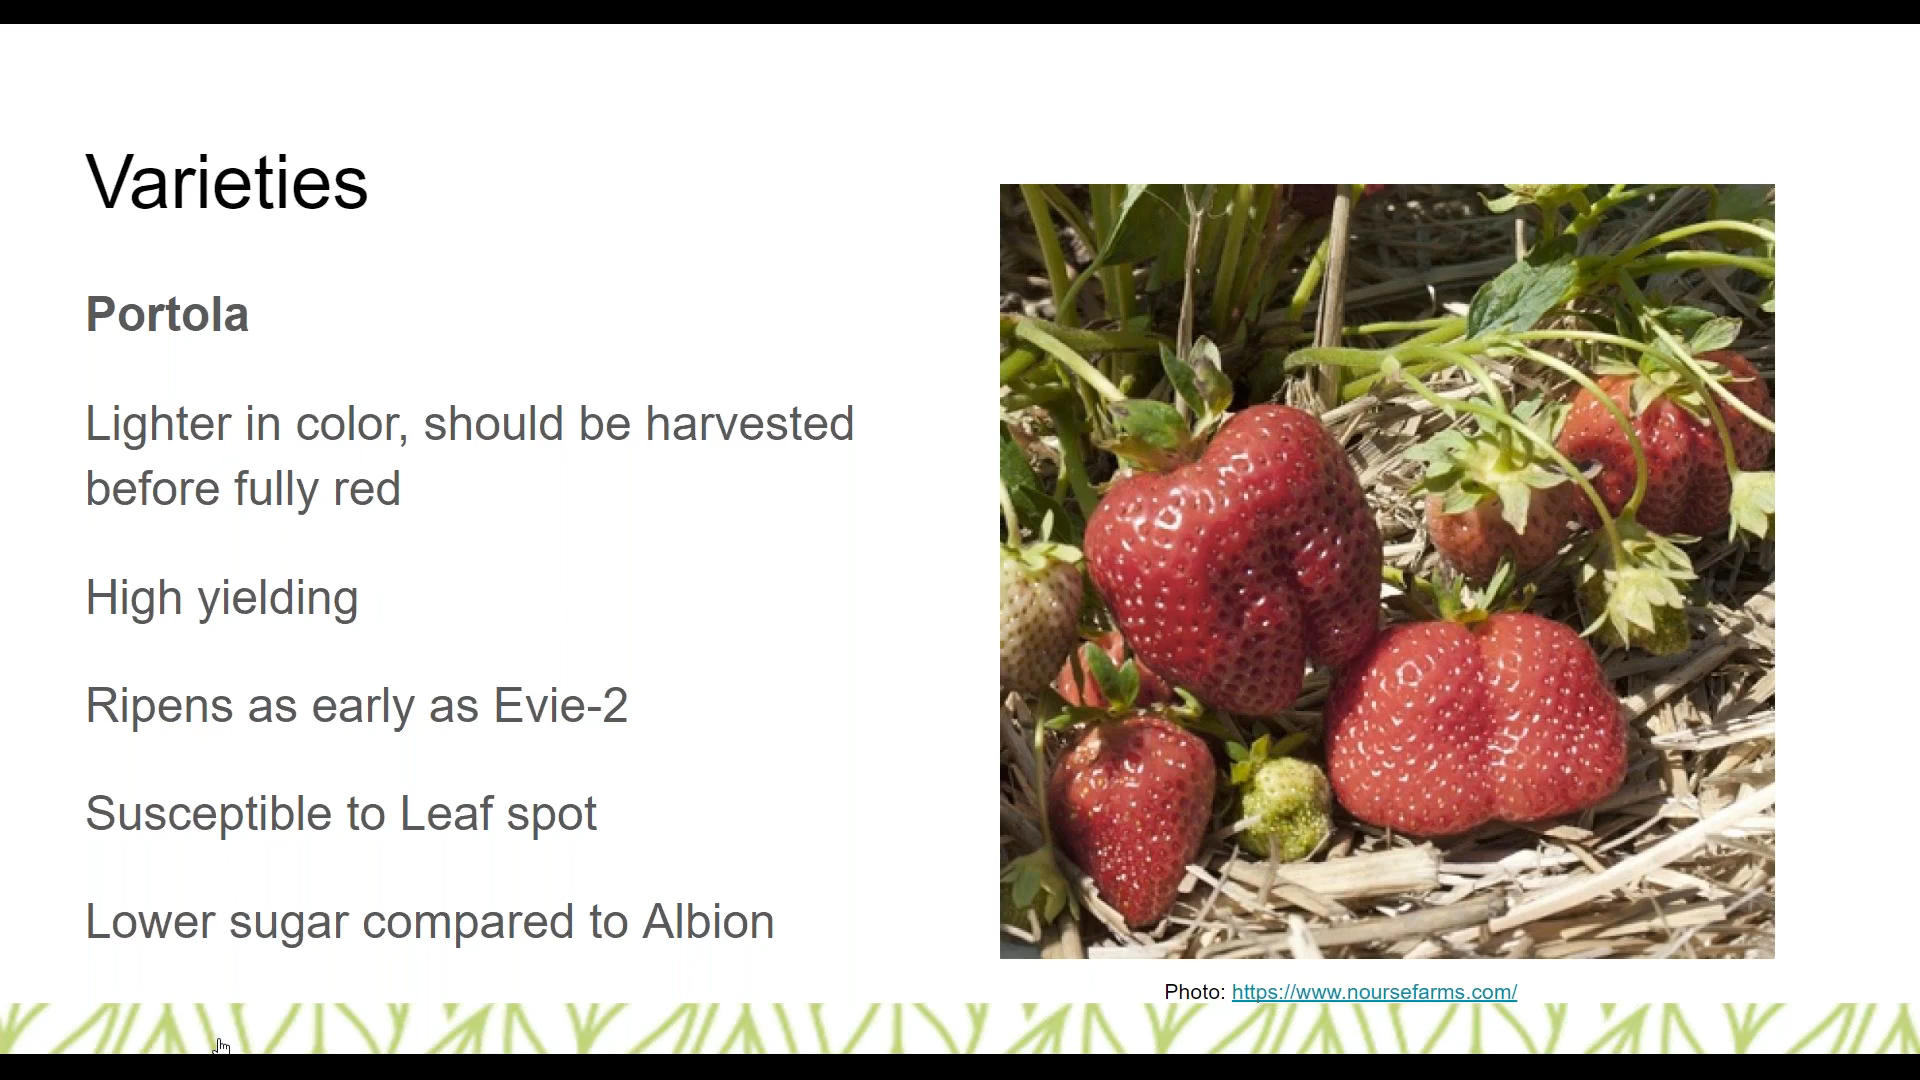 Varieties
Portola
Lighter in color, should be harvested
before fully red
High yielding
Ripens as early as Evie-2
Susceptible to Leaf spot
Lower sugar compared to Albion
Photo: https://www.noursefarms.com/